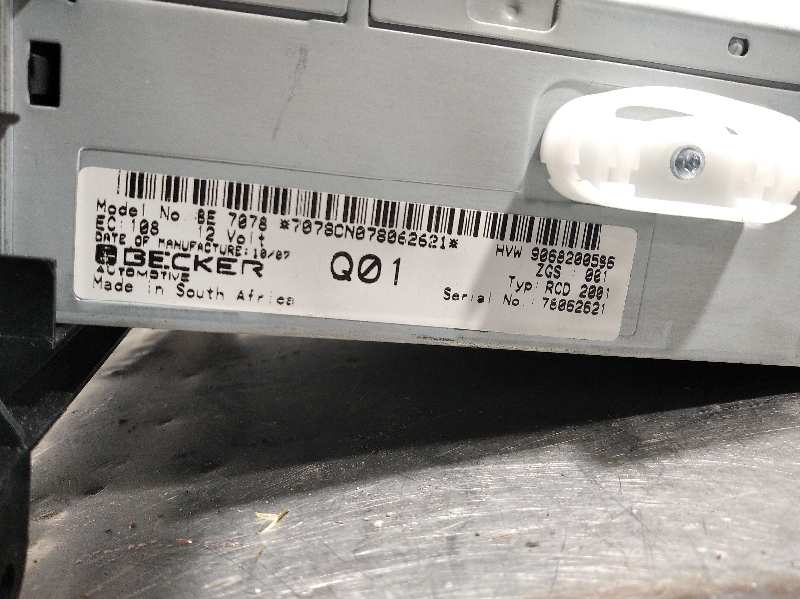 Model No. BE 7078 *7078CN078062621*
EC: 108 12 Volt
DATE OF MANUFACTURE: 10/07
BECKER
AUTOMOTIVE
Made in South Africa
Q01
HVW 9068200586
ZGS : 001
Typ: RCD 2001
Serial No.: 78062621